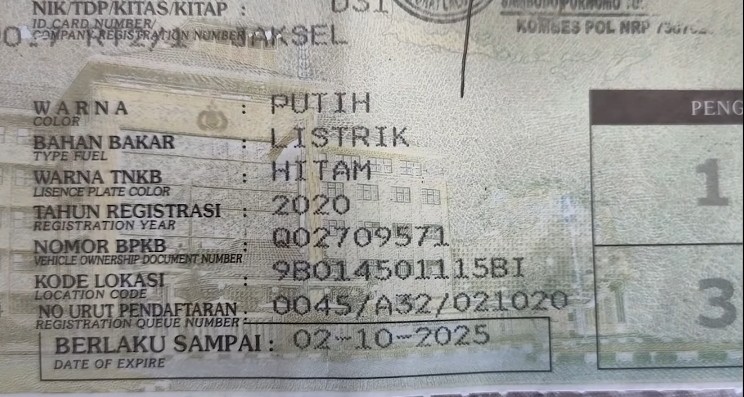 NIK/TDP/KITAS/KITAP :
ID CARD NUMBER/
COMPANY REGISTRATION NUMBER
JAKSEL
KOMBES POL NRP
WARNA : PUTIH
COLOR
BAHAN BAKAR : LISTRIK
TYPE FUEL
WARNA TNKB : HITAM
LISENCE PLATE COLOR
TAHUN REGISTRASI : 2020
REGISTRATION YEAR
NOMOR BPKB : Q02709571
VEHICLE OWNERSHIP DOCUMENT NUMBER
KODE LOKASI : 9B014501115BI
LOCATION CODE
NO URUT PENDAFTARAN : 0045/A32/021020
REGISTRATION QUEUE NUMBER
BERLAKU SAMPAI : 02-10-2025
DATE OF EXPIRE
PENG
1
3